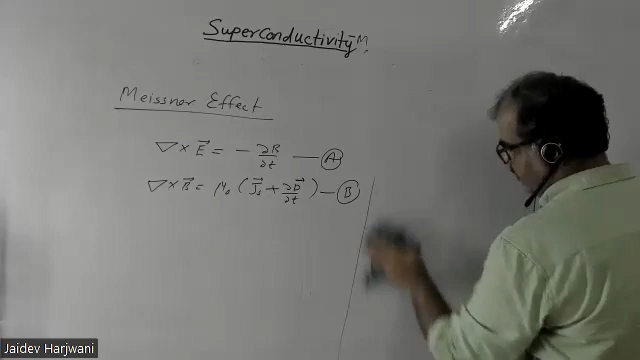 Superconductivity
Meissner Effect
∇ × E⃗ = − ∂B/∂t — (A)
∇ × B⃗ = μ₀ ( J⃗s + ∂D⃗/∂t ) — (B)
Jaidev Harjwani